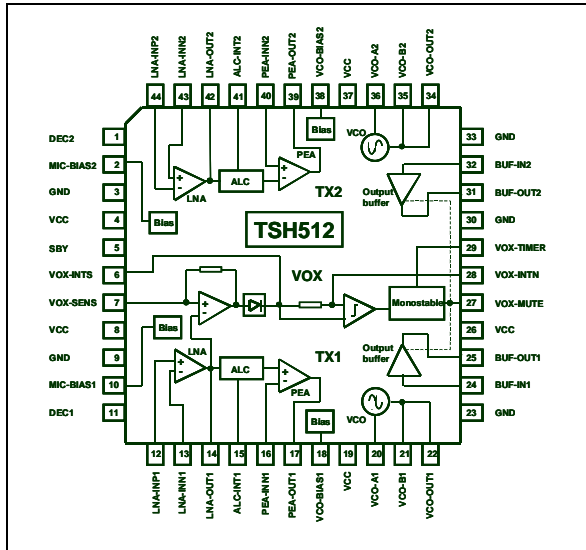 LNA-INP2
LNA-INN2
LNA-OUT2
ALC-INT2
PEA-INN2
PEA-OUT2
VCO-BIAS2
VCC
VCO-A2
VCO-B2
VCO-OUT2
44
43
42
41
40
39
38
37
36
35
34
DEC2 1
MIC-BIAS2 2
GND 3
VCC 4
SBY 5
VOX-INTS 6
VOX-SENS 7
VCC 8
GND 9
MIC-BIAS1 10
DEC1 11
33 GND
32 BUF-IN2
31 BUF-OUT2
30 GND
29 VOX-TIMER
28 VOX-INTN
27 VOX-MUTE
26 VCC
25 BUF-OUT1
24 BUF-IN1
23 GND
Bias
VCO
PEA
+
-
LNA
ALC
+
-
TX2
Output
buffer
Bias
TSH512
VOX
+
-
Monostable
Bias
LNA
+
-
ALC
+
-
PEA
TX1
Output
buffer
Bias
VCO
12
13
14
15
16
17
18
19
20
21
22
LNA-INP1
LNA-INN1
LNA-OUT1
ALC-INT1
PEA-INN1
PEA-OUT1
VCO-BIAS1
VCC
VCO-A1
VCO-B1
VCO-OUT1